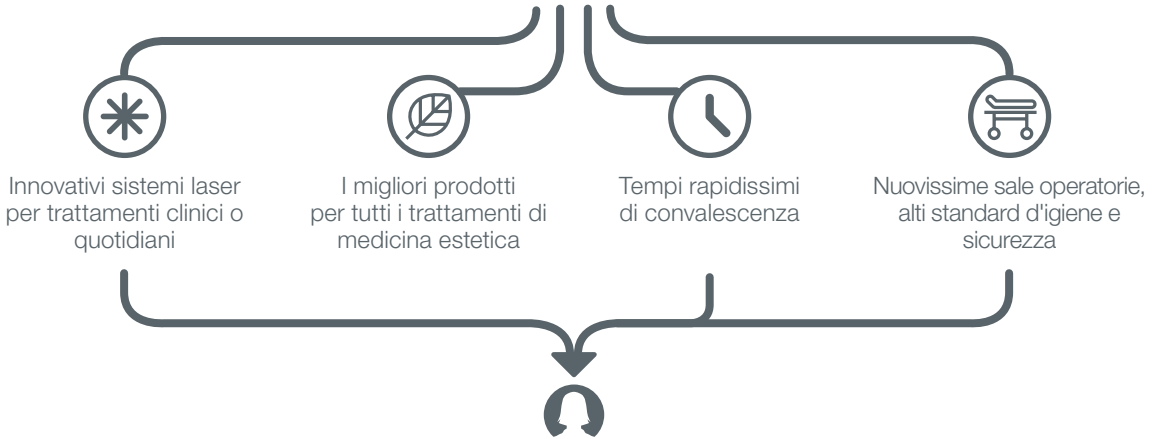 Innovativi sistemi laser
per trattamenti clinici o
quotidiani
I migliori prodotti
per tutti i trattamenti di
medicina estetica
Tempi rapidissimi
di convalescenza
Nuovissime sale operatorie,
alti standard d'igiene e
sicurezza